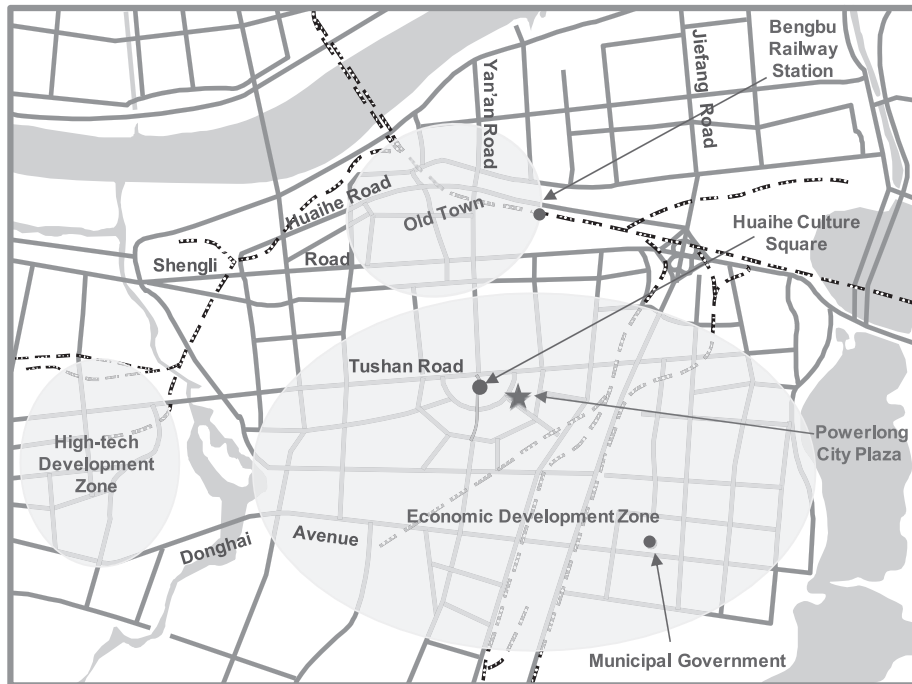 Bengbu
Railway
Station
Yan'an Road
Jiefang Road
Huaihe Road
Old Town
Huaihe Culture
Square
Shengli
Road
Tushan Road
High-tech
Development
Zone
Powerlong
City Plaza
Economic Development Zone
Donghai
Avenue
Municipal Government